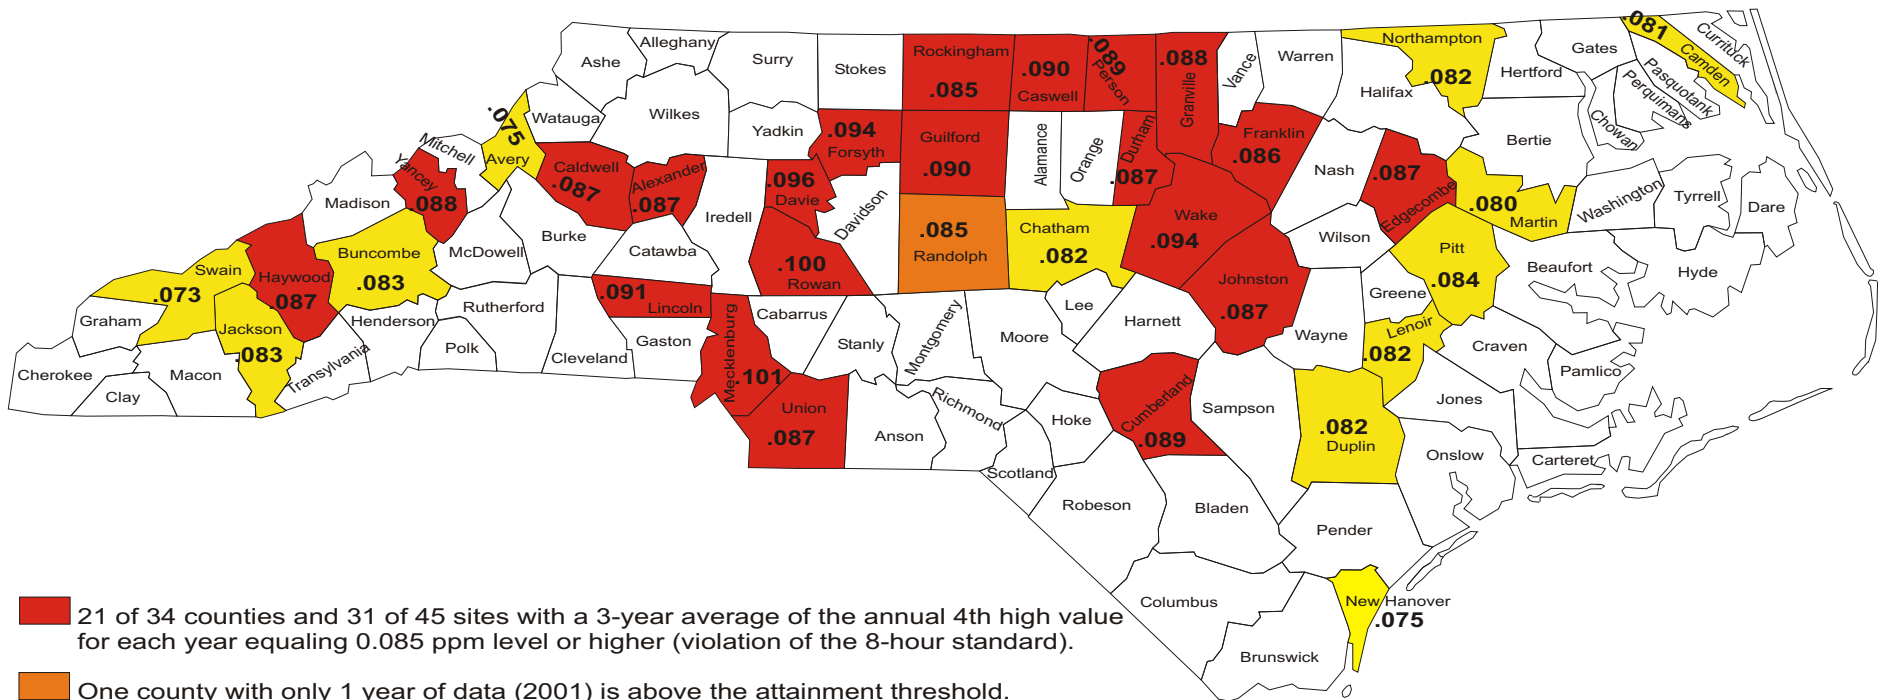 Alleghany
Ashe
Surry
Stokes
Rockingham
.085
.090
Caswell
.089
Person
.088
Granville
Vance
Warren
Northampton
.082
Hertford
Gates
.081
Camden
Currituck
Pasquotank
Perquimans
Chowan
Halifax
Bertie
Watauga
Wilkes
Yadkin
.094
Forsyth
Guilford
.090
Alamance
Orange
Durham
.087
Franklin
.086
Nash
.087
Edgecombe
.080
Martin
Washington
Tyrrell
Dare
.075
Avery
Mitchell
Yancey
.088
Caldwell
.087
Alexander
.087
Iredell
.096
Davie
Davidson
.085
Randolph
Chatham
.082
Wake
.094
Johnston
.087
Wilson
Pitt
.084
Beaufort
Hyde
Madison
Buncombe
.083
McDowell
Burke
Catawba
.100
Rowan
Swain
.073
Haywood
.087
Graham
Jackson
.083
Henderson
Rutherford
Polk
Cleveland
.091
Lincoln
Gaston
Mecklenburg
.101
Cabarrus
Stanly
Montgomery
Moore
Lee
Harnett
Wayne
Greene
Lenoir
.082
Craven
Pamlico
Cherokee
Clay
Macon
Transylvania
Union
.087
Anson
Richmond
Scotland
Hoke
Cumberland
.089
Sampson
.082
Duplin
Jones
Onslow
Carteret
Robeson
Bladen
Pender
Columbus
Brunswick
New Hanover
.075
21 of 34 counties and 31 of 45 sites with a 3-year average of the annual 4th high value
for each year equaling 0.085 ppm level or higher (violation of the 8-hour standard).
One county with only 1 year of data (2001) is above the attainment threshold.